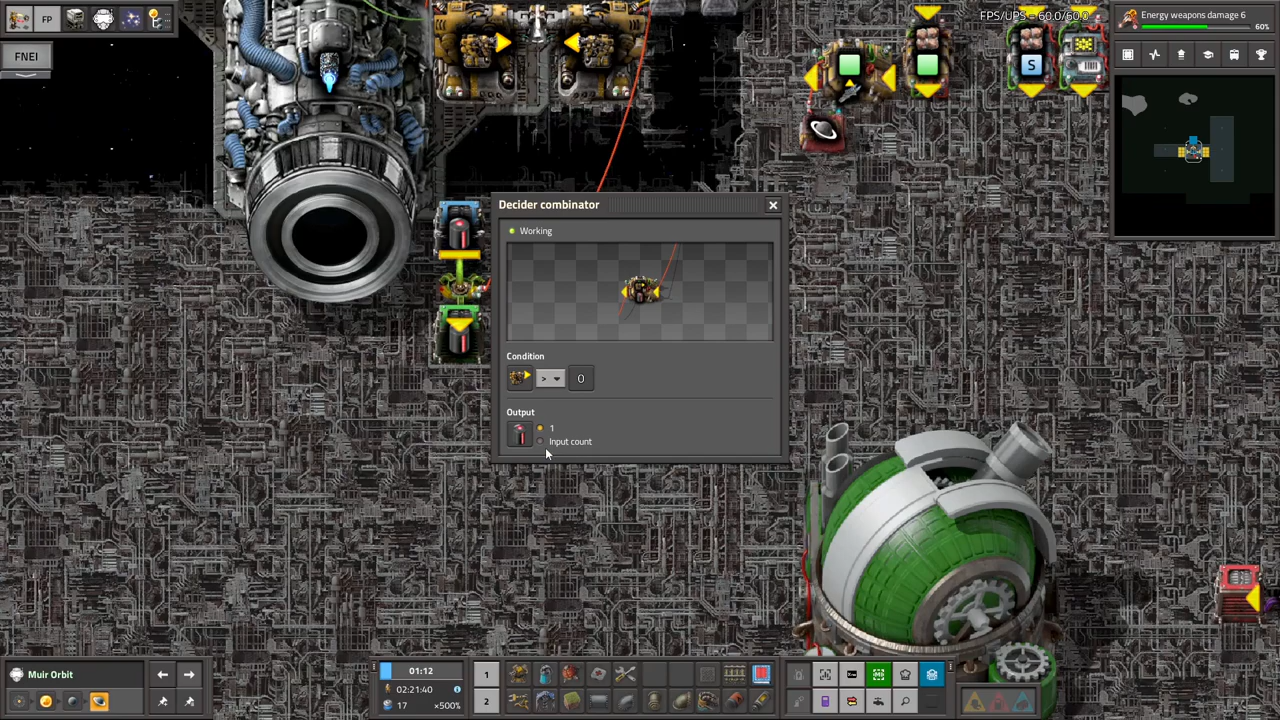 FP
FPS/UPS = 60.0/60.0
Energy weapons damage 6
60%
FNEI
S
Decider combinator
Working
Condition
>
0
Output
1
Input count
Muir Orbit
01:12
02:21:40
17
×500%
1
2